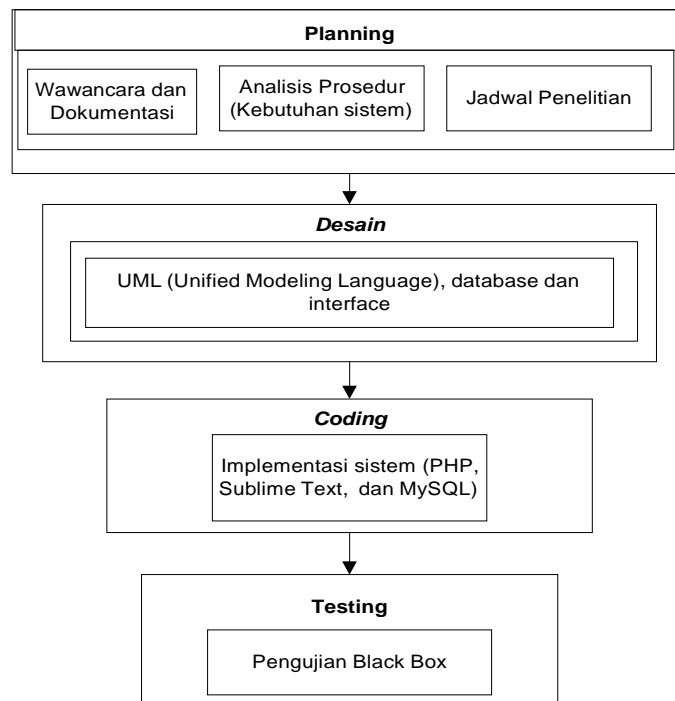 Planning
Wawancara dan
Dokumentasi
Analisis Prosedur
(Kebutuhan sistem)
Jadwal Penelitian
Desain
UML (Unified Modeling Language), database dan
interface
Coding
Implementasi sistem (PHP,
Sublime Text, dan MySQL)
Testing
Pengujian Black Box